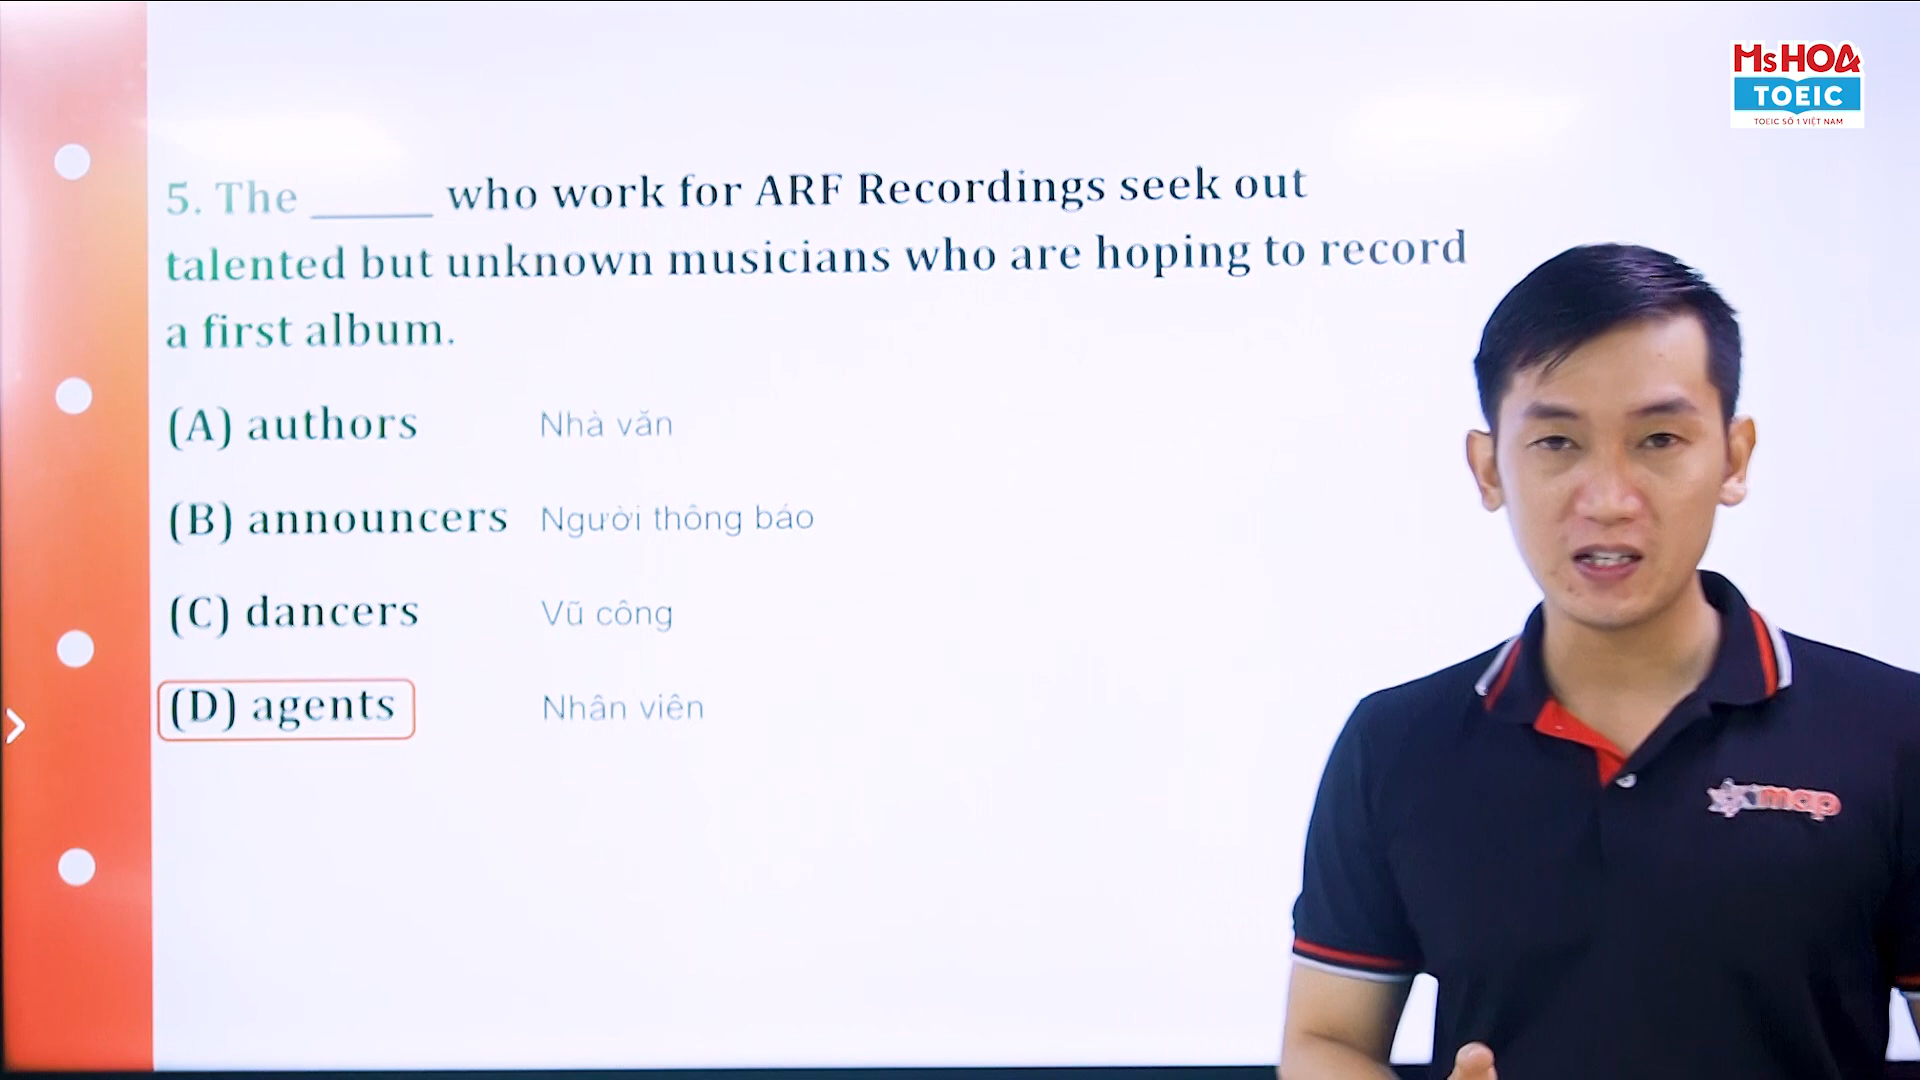 MsHOA
TOEIC
TOEIC SỐ 1 VIỆT NAM
5. The ______ who work for ARF Recordings seek out
talented but unknown musicians who are hoping to record
a first album.
(A) authors Nhà văn
(B) announcers Người thông báo
(C) dancers Vũ công
(D) agents Nhân viên
imap